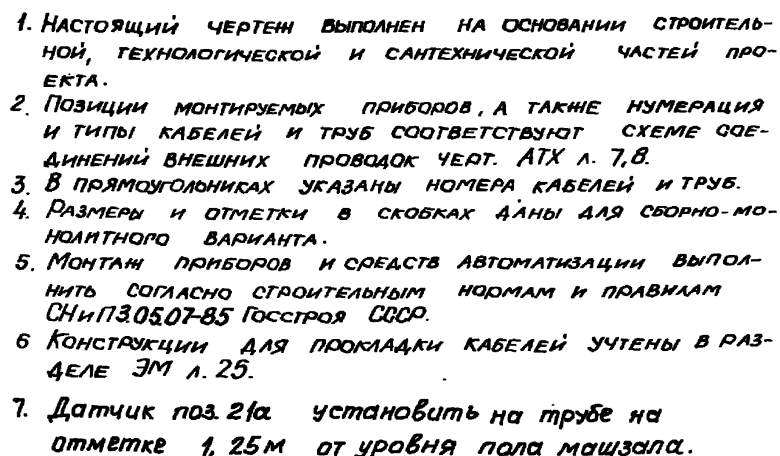 1. Настоящий чертеж выполнен на основании строитель-
ной, технологической и сантехнической частей про-
екта.
2. Позиции монтируемых приборов, а также нумерация
и типы кабелей и труб соответствуют схеме сое-
динений внешних проводок черт. АТХ л. 7,8.
3. В прямоугольниках указаны номера кабелей и труб.
4. Размеры и отметки в скобках даны для сборно-мо-
нолитного варианта.
5. Монтаж приборов и средств автоматизации выпол-
нить согласно строительным нормам и правилам
СНиП3.05.07-85 Госстроя СССР.
6 Конструкции для прокладки кабелей учтены в раз-
деле ЭМ л. 25.
7. Датчик поз. 21а установить на трубе на
отметке 1,25м от уровня пола машзала.